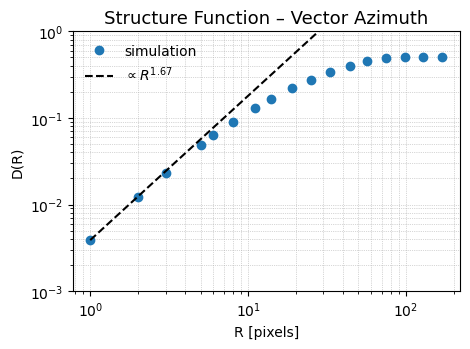 Structure Function – Vector Azimuth
simulation
∝ R^1.67
D(R)
10^0
10^−1
10^−2
10^−3
10^0 10^1 10^2
R [pixels]